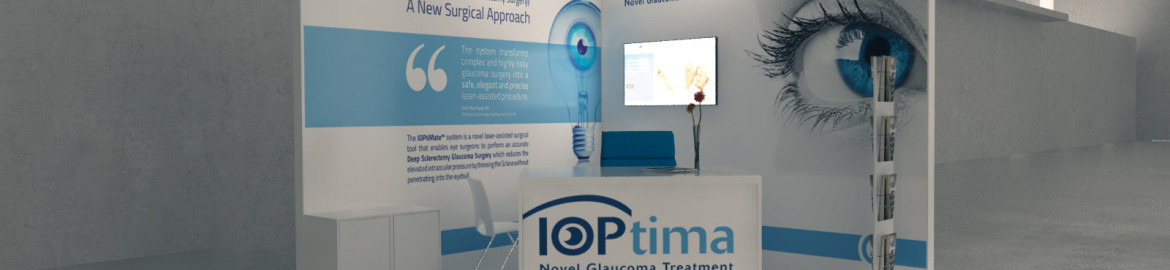 Surgery)
A New Surgical Approach
“
The system transforms
complex and highly risky
glaucoma surgery into a
safe, elegant and precise
laser-assisted procedure.
The IOPtiMate™ system is a novel laser-assisted surgical
tool that enables eye surgeons to perform an accurate
Deep Sclerectomy Glaucoma Surgery which reduces the
elevated intraocular pressure by thinning the Sclera without
penetrating into the eyeball.
Novel Glaucoma
IOPtima
Novel Glaucoma Treatment